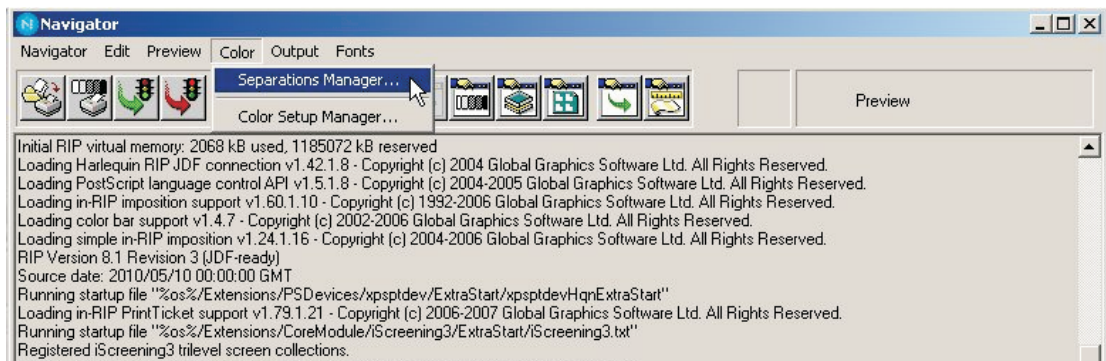 Navigator
Navigator Edit Preview Color Output Fonts
Separations Manager...
Color Setup Manager...
Preview
Initial RIP virtual memory: 2068 kB used, 1185072 kB reserved
Loading Harlequin RIP JDF connection v1.42.1.8 - Copyright (c) 2004 Global Graphics Software Ltd. All Rights Reserved.
Loading PostScript language control API v1.5.1.8 - Copyright (c) 2004-2005 Global Graphics Software Ltd. All Rights Reserved.
Loading in-RIP imposition support v1.60.1.10 - Copyright (c) 1992-2006 Global Graphics Software Ltd. All Rights Reserved.
Loading color bar support v1.4.7 - Copyright (c) 2002-2006 Global Graphics Software Ltd. All Rights Reserved.
Loading simple in-RIP imposition v1.24.1.16 - Copyright (c) 2004-2006 Global Graphics Software Ltd. All Rights Reserved.
RIP Version 8.1 Revision 3 (JDF-ready)
Source date: 2010/05/10 00:00:00 GMT
Running startup file "%os%/Extensions/PSDevices/xpsptdev/ExtraStart/xpsptdevHqnExtraStart"
Loading in-RIP PrintTicket support v1.79.1.21 - Copyright (c) 2006-2007 Global Graphics Software Ltd. All Rights Reserved.
Running startup file "%os%/Extensions/CoreModule/iScreening3/ExtraStart/iScreening3.txt"
Registered iScreening3 trilevel screen collections.